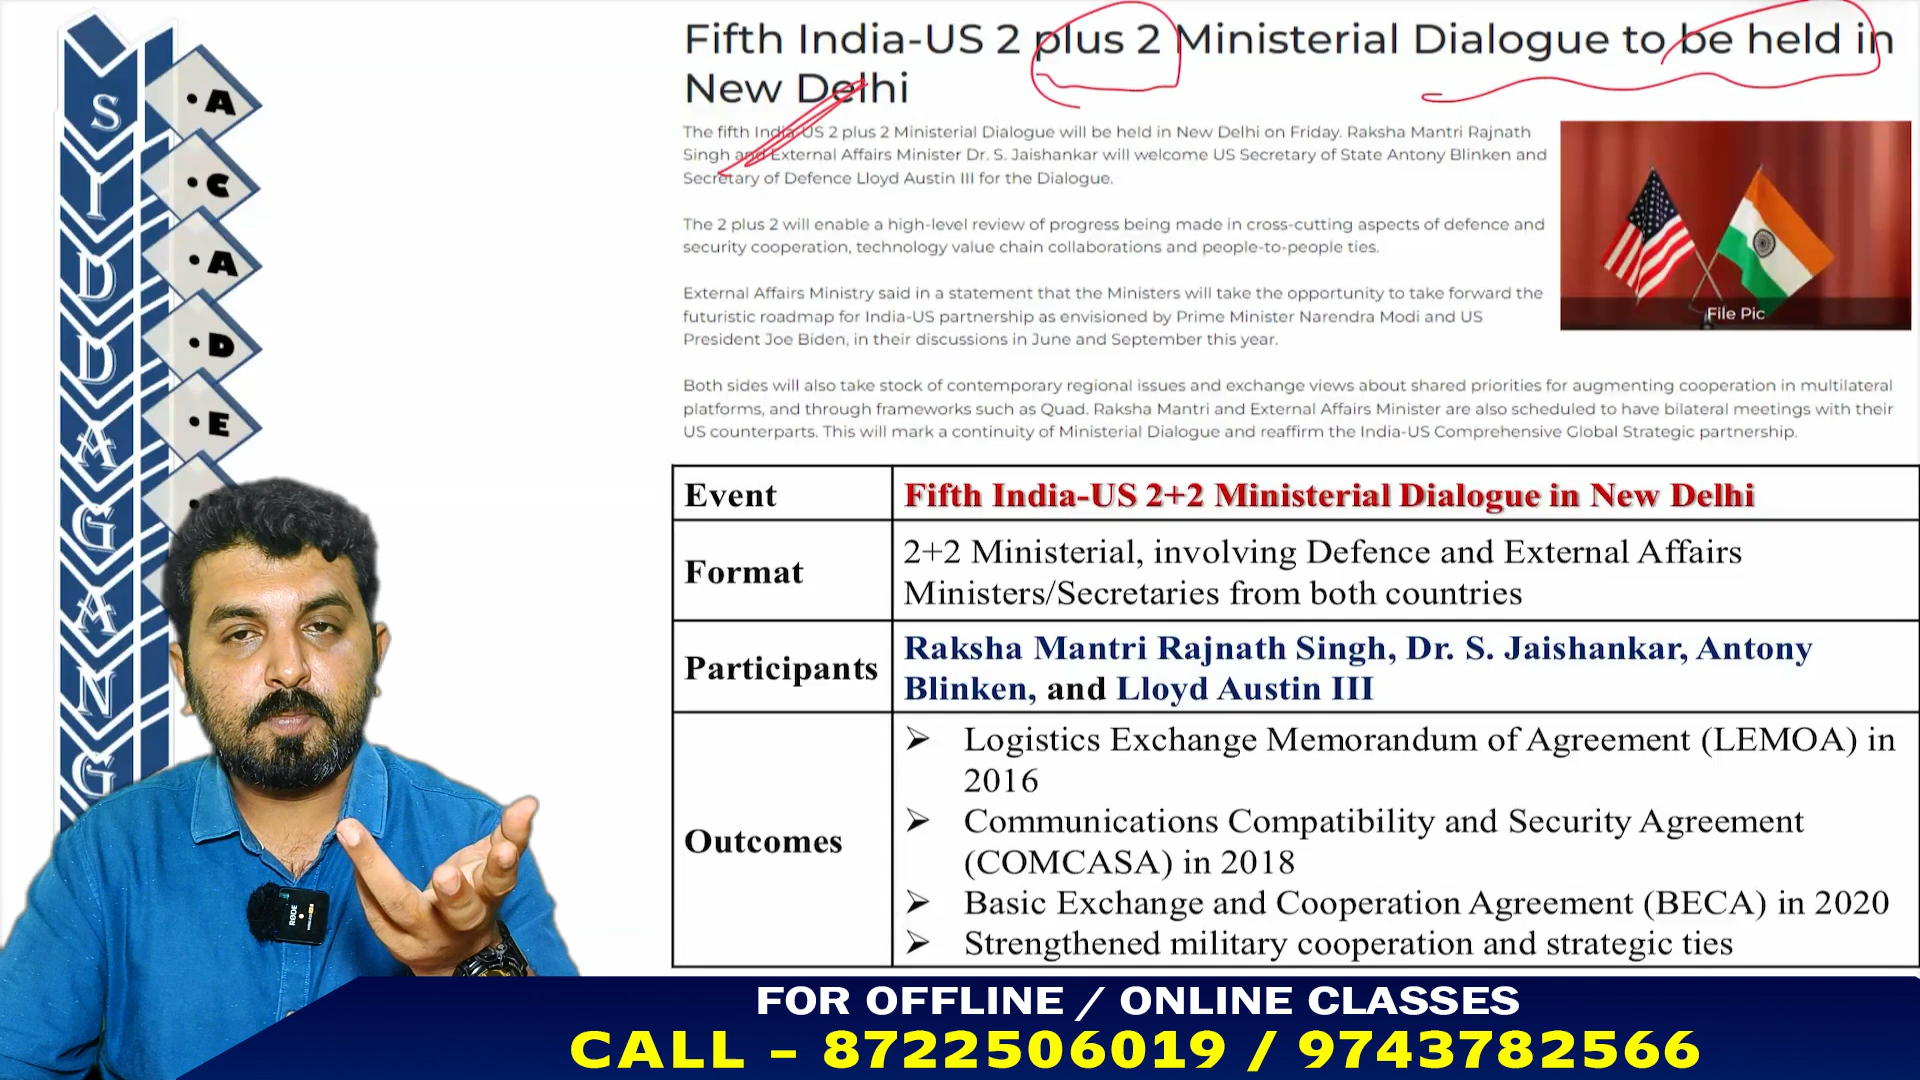 Fifth India-US 2 plus 2 Ministerial Dialogue to be held in
New Delhi
The fifth India-US 2 plus 2 Ministerial Dialogue will be held in New Delhi on Friday. Raksha Mantri Rajnath
Singh and External Affairs Minister Dr. S. Jaishankar will welcome US Secretary of State Antony Blinken and
Secretary of Defence Lloyd Austin III for the Dialogue.
The 2 plus 2 will enable a high-level review of progress being made in cross-cutting aspects of defence and
security cooperation, technology value chain collaborations and people-to-people ties.
External Affairs Ministry said in a statement that the Ministers will take the opportunity to take forward the
futuristic roadmap for India-US partnership as envisioned by Prime Minister Narendra Modi and US
President Joe Biden, in their discussions in June and September this year.
File Pic
Both sides will also take stock of contemporary regional issues and exchange views about shared priorities for augmenting cooperation in multilateral
platforms, and through frameworks such as Quad. Raksha Mantri and External Affairs Minister are also scheduled to have bilateral meetings with their
US counterparts. This will mark a continuity of Ministerial Dialogue and reaffirm the India-US Comprehensive Global Strategic partnership.
Event
Fifth India-US 2+2 Ministerial Dialogue in New Delhi
Format
2+2 Ministerial, involving Defence and External Affairs
Ministers/Secretaries from both countries
Participants
Raksha Mantri Rajnath Singh, Dr. S. Jaishankar, Antony
Blinken, and Lloyd Austin III
Outcomes
➢ Logistics Exchange Memorandum of Agreement (LEMOA) in
2016
➢ Communications Compatibility and Security Agreement
(COMCASA) in 2018
➢ Basic Exchange and Cooperation Agreement (BECA) in 2020
➢ Strengthened military cooperation and strategic ties
S
I
D
D
A
G
A
N
G
• A
• C
• A
• D
• E
RODE
FOR OFFLINE / ONLINE CLASSES
CALL – 8722506019 / 9743782566